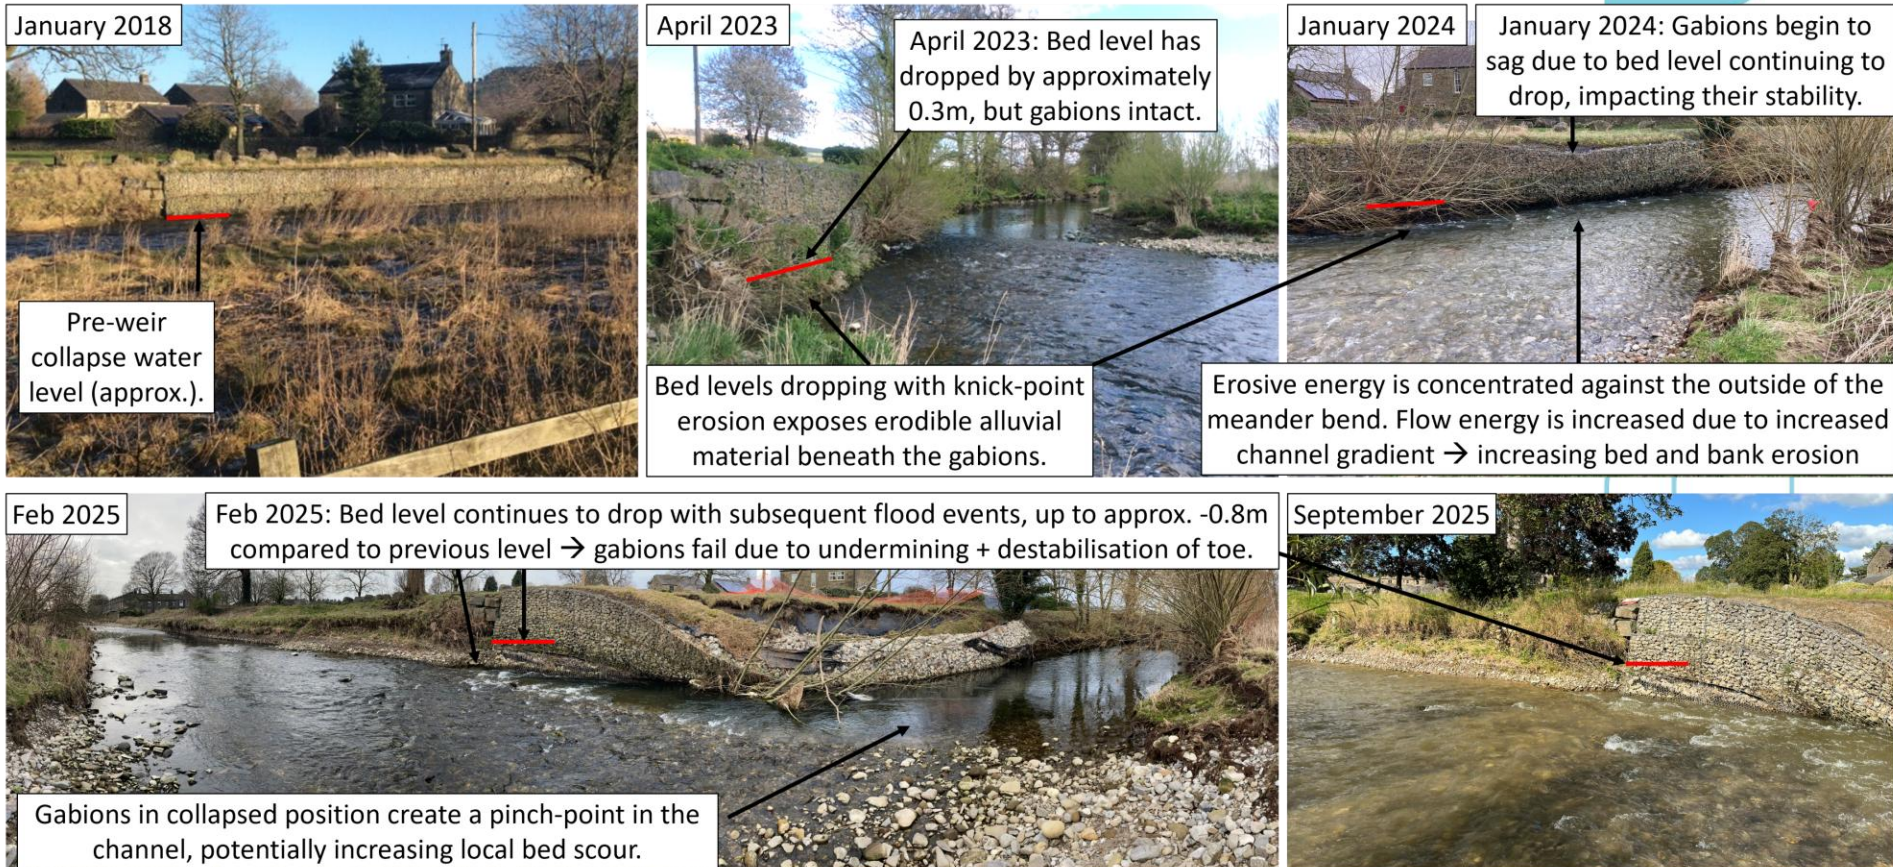 January 2018
Pre-weir
collapse water
level (approx.).
April 2023
April 2023: Bed level has
dropped by approximately
0.3m, but gabions intact.
Bed levels dropping with knick-point
erosion exposes erodible alluvial
material beneath the gabions.
January 2024
January 2024: Gabions begin to
sag due to bed level continuing to
drop, impacting their stability.
Erosive energy is concentrated against the outside of the
meander bend. Flow energy is increased due to increased
channel gradient → increasing bed and bank erosion
Feb 2025
Feb 2025: Bed level continues to drop with subsequent flood events, up to approx. -0.8m
compared to previous level → gabions fail due to undermining + destabilisation of toe.
Gabions in collapsed position create a pinch-point in the
channel, potentially increasing local bed scour.
September 2025